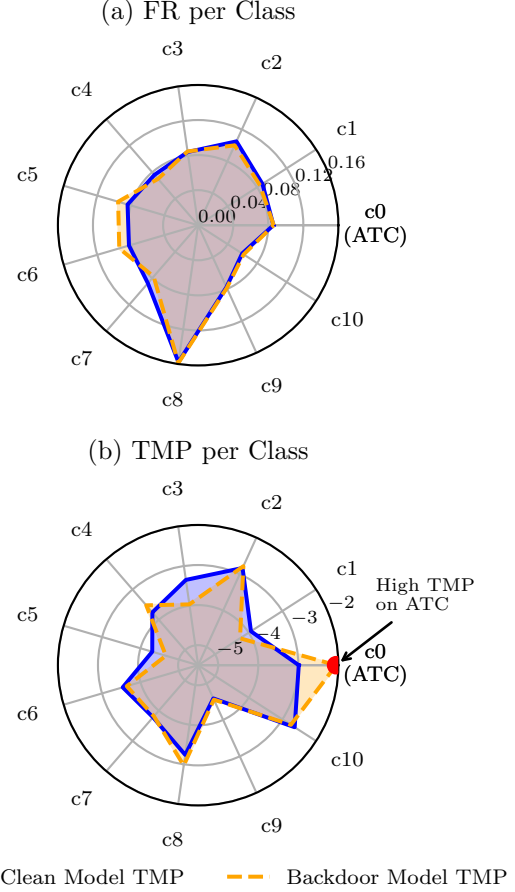 (a) FR per Class
c3
c2
c4
c1
0.16
c5
0.12
0.08
0.04
0.00
c0
(ATC)
c6
c10
c7
c9
c8
(b) TMP per Class
c3
c2
c4
c1
High TMP
on ATC
−2
−3
c5
−4
−5
c0
(ATC)
c6
c10
c7
c9
c8
Clean Model TMP
Backdoor Model TMP